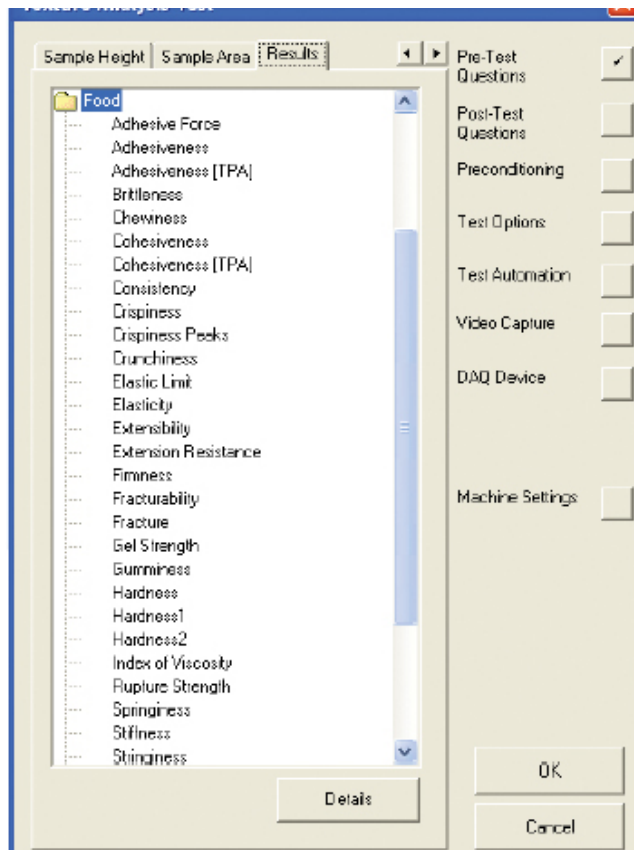 Texture Analysis Test
Sample Height
Sample Area
Results
Food
Adhesive Force
Adhesiveness
Adhesiveness [TPA]
Brittleness
Chewiness
Cohesiveness
Cohesiveness [TPA]
Consistency
Crispiness
Crispiness Peaks
Crunchiness
Elastic Limit
Elasticity
Extensibility
Extension Resistance
Firmness
Fracturability
Fracture
Gel Strength
Gumminess
Hardness
Hardness1
Hardness2
Index of Viscosity
Rupture Strength
Springiness
Stiffness
Stringiness
Details
Pre-Test
Questions
Post-Test
Questions
Preconditioning
Test Options
Test Automation
Video Capture
DAQ Device
Machine Settings
OK
Cancel